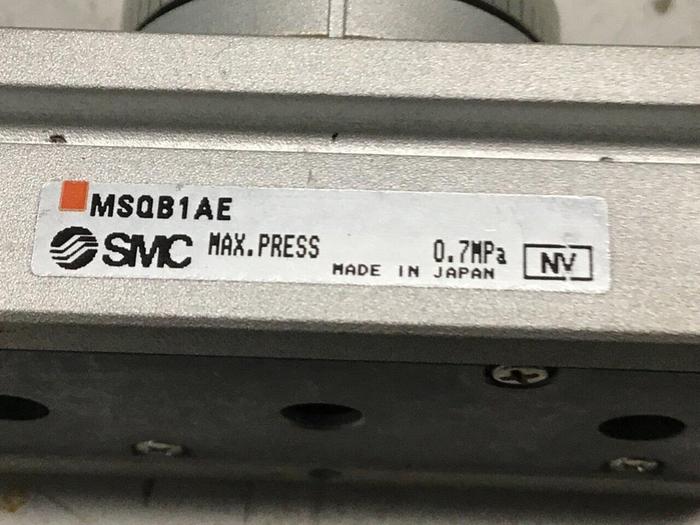 MSQB1AE
SMC MAX.PRESS 0.7MPa
MADE IN JAPAN NV